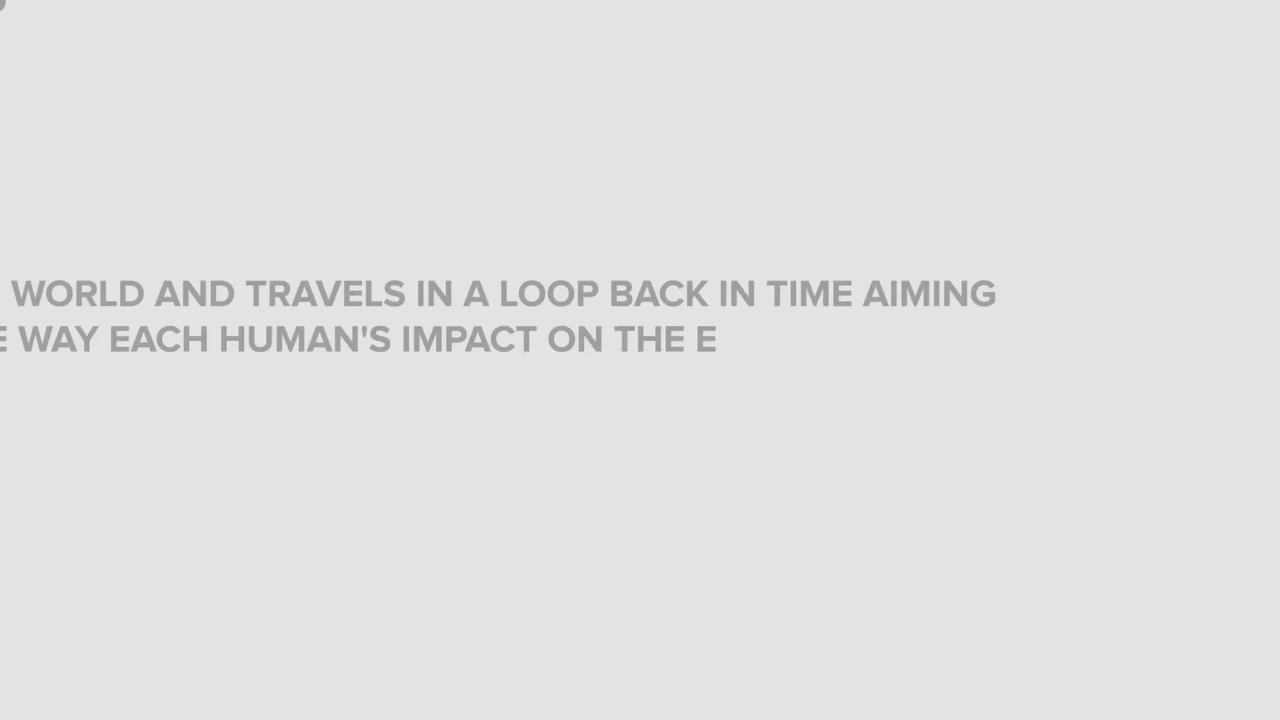 WORLD AND TRAVELS IN A LOOP BACK IN TIME AIMING
E WAY EACH HUMAN'S IMPACT ON THE E